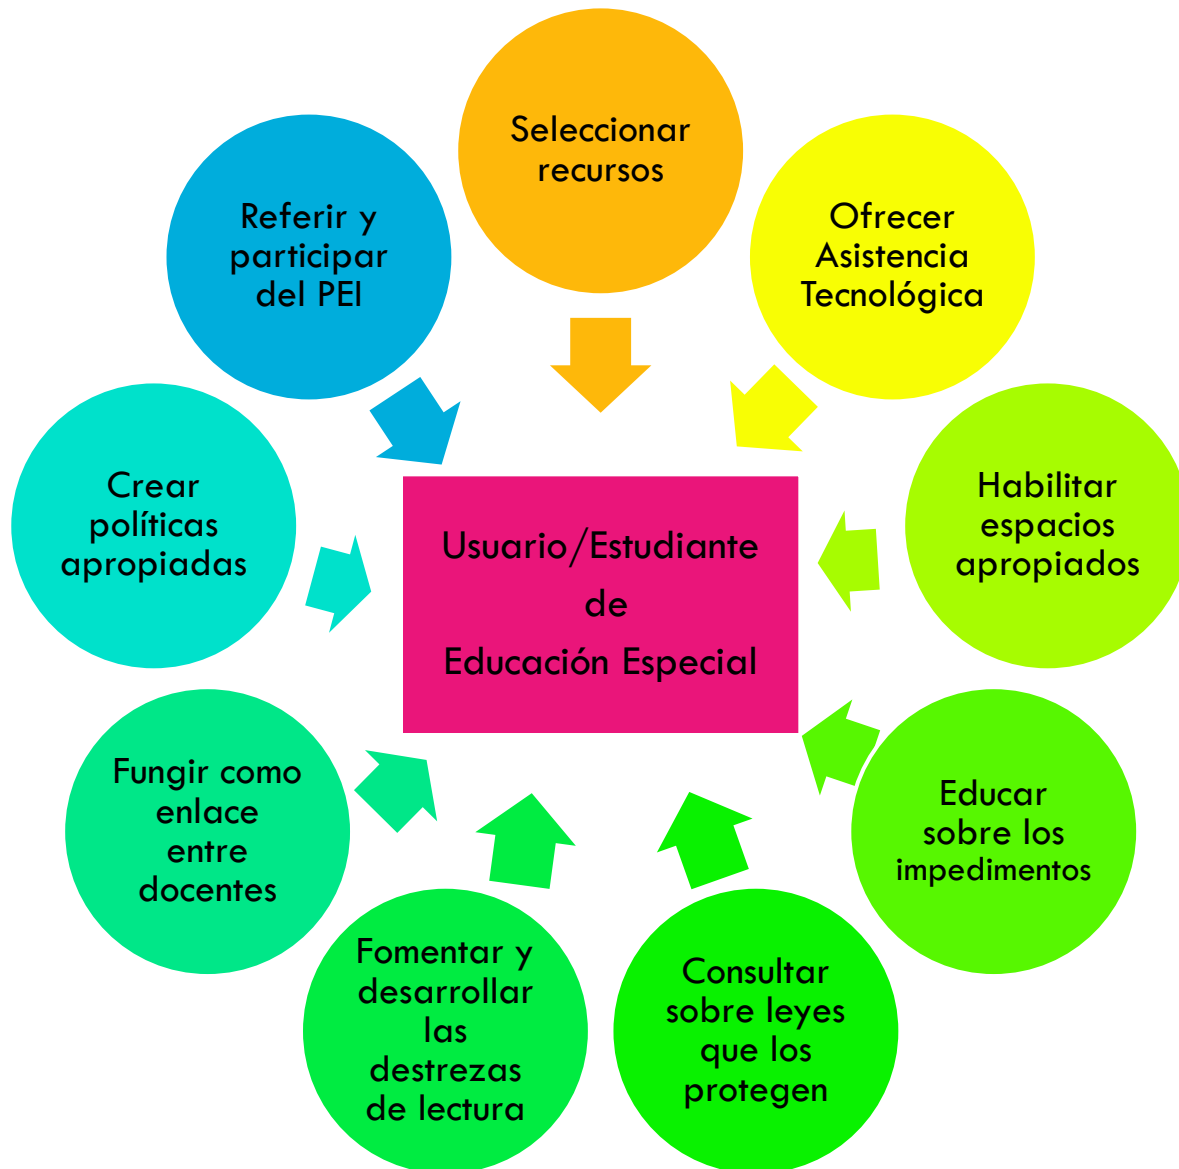 Seleccionar
recursos
Ofrecer
Asistencia
Tecnológica
Habilitar
espacios
apropiados
Educar
sobre los
impedimentos
Consultar
sobre leyes
que los
protegen
Fomentar y
desarrollar
las
destrezas
de lectura
Fungir como
enlace
entre
docentes
Crear
políticas
apropiadas
Referir y
participar
del PEI
Usuario/Estudiante
de
Educación Especial